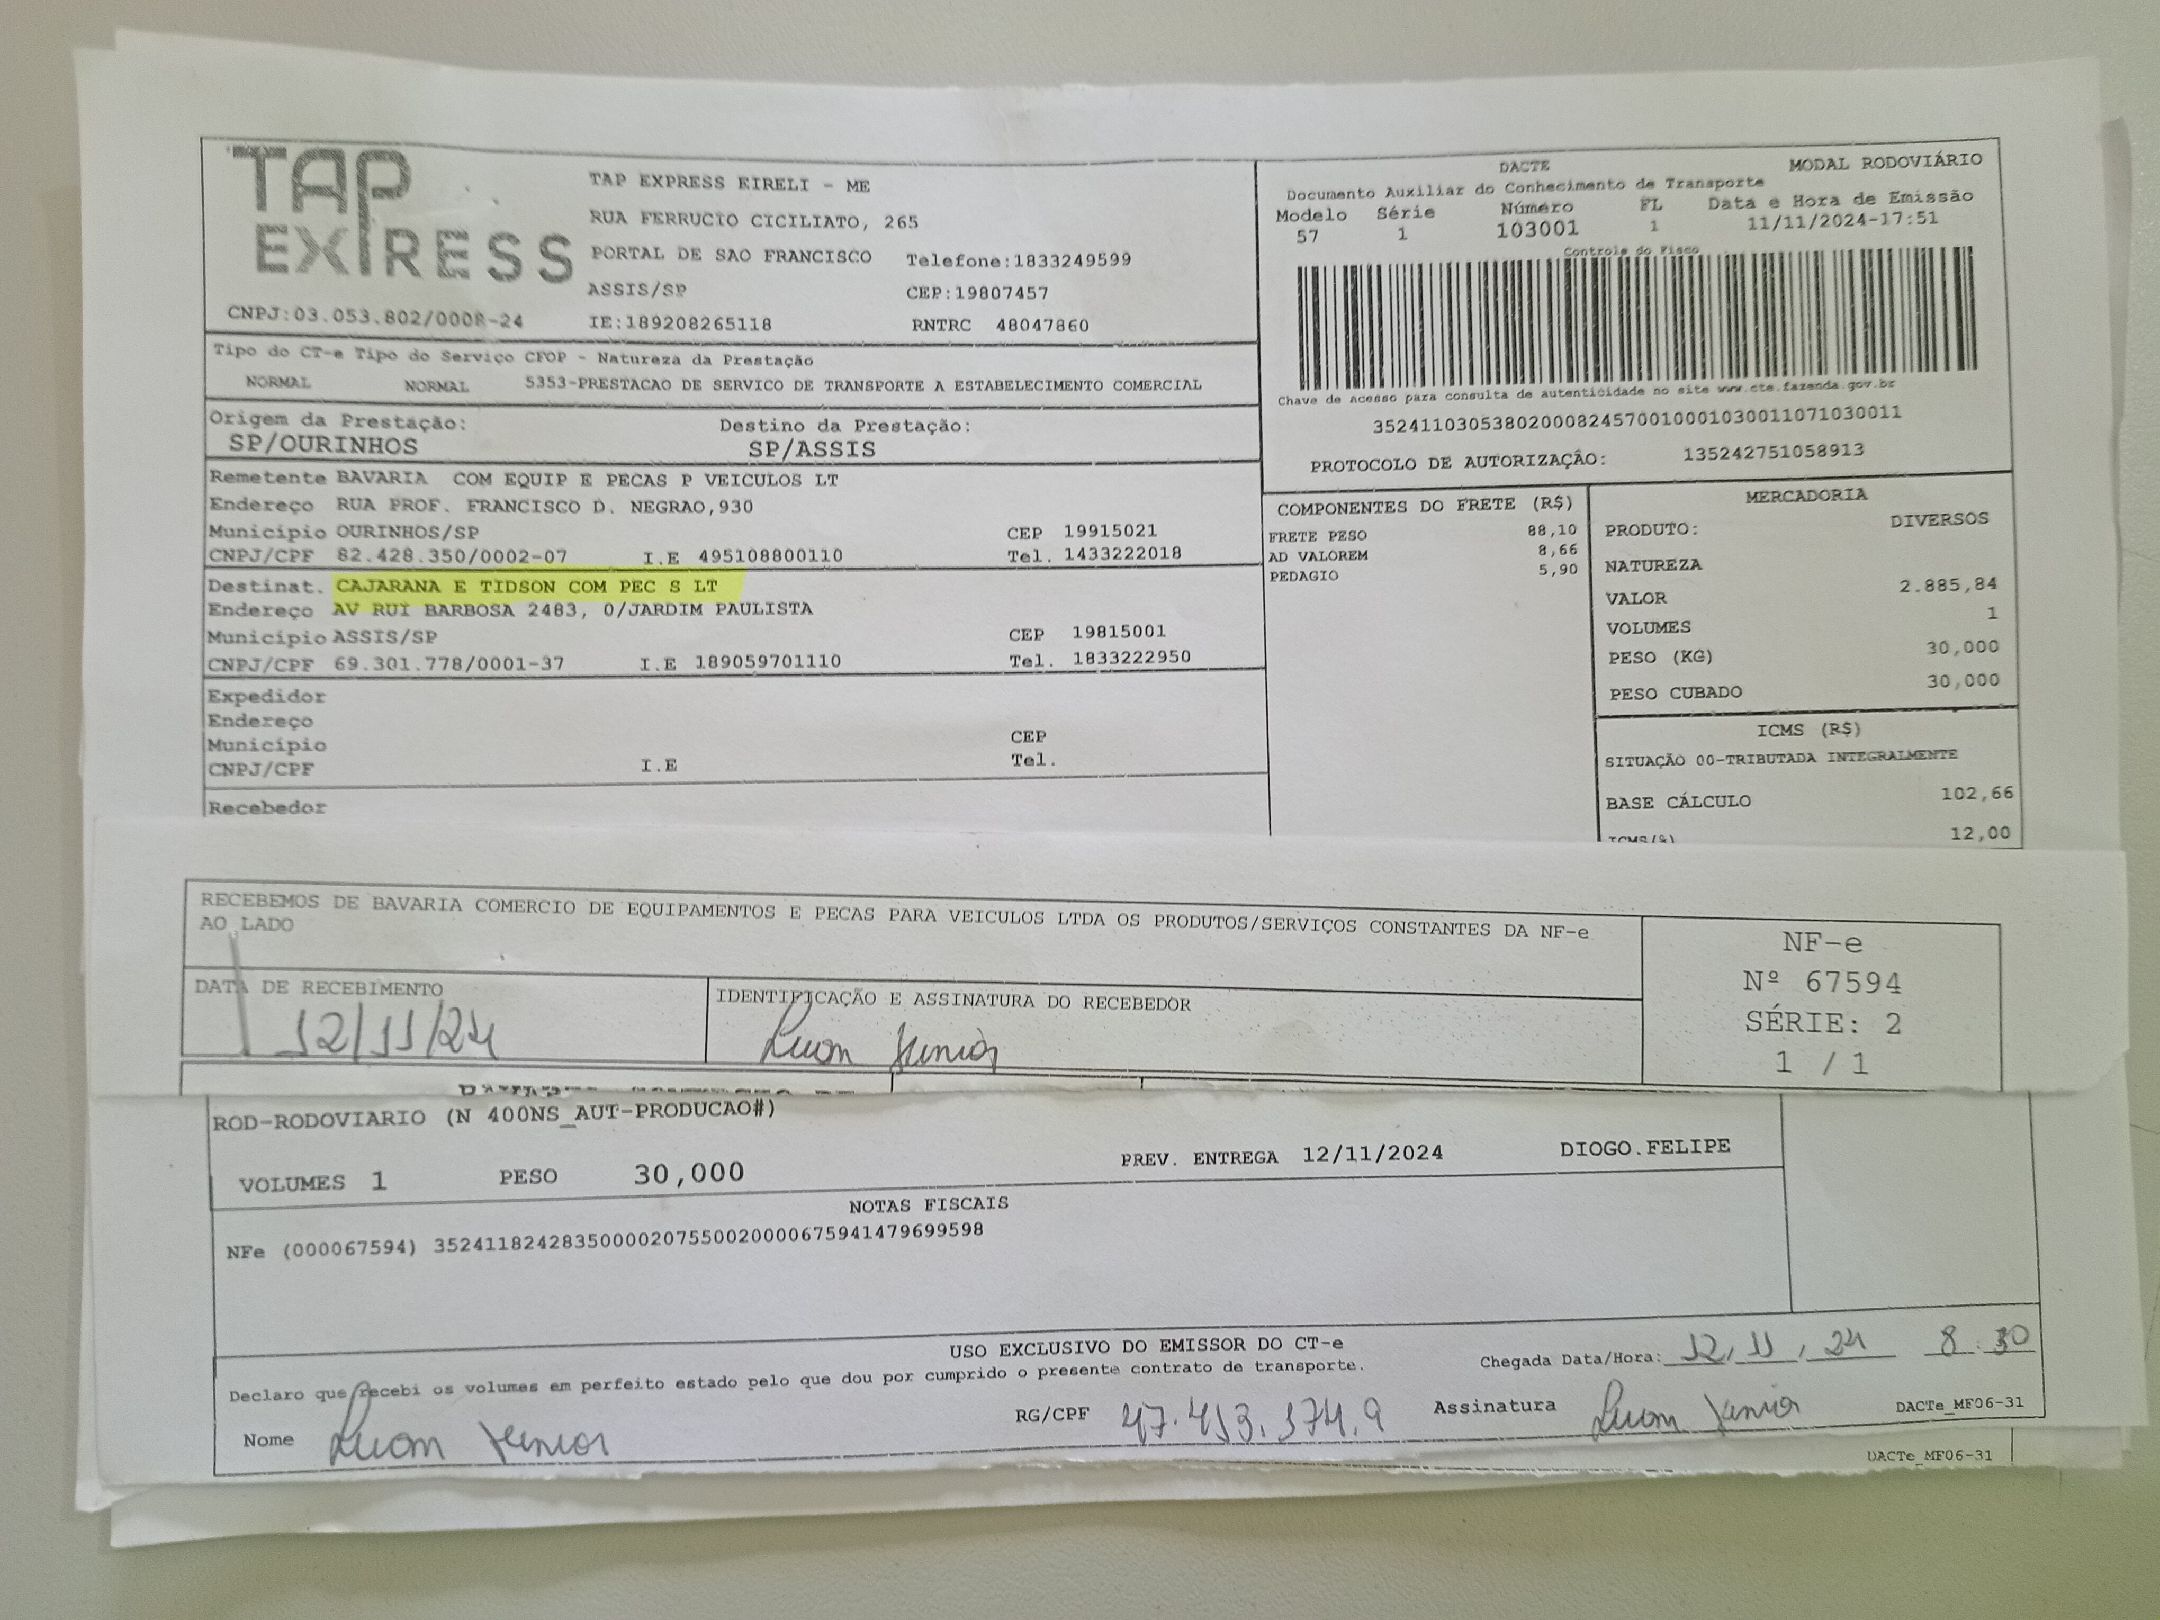 TAP EXPRESS
TAP EXPRESS EIRELI - ME
RUA FERRUCIO CICILIATO, 265
PORTAL DE SAO FRANCISCO Telefone:1833249599
ASSIS/SP CEP:19807457
CNPJ:03.053.802/0008-24 IE:189208265118 RNTRC 48047860
DACTE MODAL RODOVIÁRIO
Documento Auxiliar do Conhecimento de Transporte
Modelo Série Número FL Data e Hora de Emissão
57 1 103001 1 11/11/2024-17:51
Controle do Fisco
Chave de Acesso para consulta de autenticidade no site www.cte.fazenda.gov.br
35241103053802000824570010001030011071030011
PROTOCOLO DE AUTORIZAÇÃO: 135242751058913
Tipo do CT-e Tipo do Serviço CFOP - Natureza da Prestação
NORMAL NORMAL 5353-PRESTACAO DE SERVICO DE TRANSPORTE A ESTABELECIMENTO COMERCIAL
Origem da Prestação: Destino da Prestação:
SP/OURINHOS SP/ASSIS
Remetente BAVARIA COM EQUIP E PECAS P VEICULOS LT
Endereço RUA PROF. FRANCISCO D. NEGRAO,930
Município OURINHOS/SP CEP 19915021
CNPJ/CPF 82.428.350/0002-07 I.E 495108800110 Tel. 1433222018
Destinat. CAJARANA E TIDSON COM PEC S LT
Endereço AV RUI BARBOSA 2483, 0/JARDIM PAULISTA
Município ASSIS/SP CEP 19815001
CNPJ/CPF 69.301.778/0001-37 I.E 189059701110 Tel. 1833222950
Expedidor
Endereço
Município CEP
CNPJ/CPF I.E Tel.
Recebedor
COMPONENTES DO FRETE (R$)
FRETE PESO 88,10
AD VALOREM 8,66
PEDAGIO 5,90
MERCADORIA
PRODUTO: DIVERSOS
NATUREZA
VALOR 2.885,84
VOLUMES 1
PESO (KG) 30,000
PESO CUBADO 30,000
ICMS (R$)
SITUAÇÃO 00-TRIBUTADA INTEGRALMENTE
BASE CÁLCULO 102,66
ICMS(%) 12,00
RECEBEMOS DE BAVARIA COMERCIO DE EQUIPAMENTOS E PECAS PARA VEICULOS LTDA OS PRODUTOS/SERVIÇOS CONSTANTES DA NF-e
AO LADO
DATA DE RECEBIMENTO IDENTIFICAÇÃO E ASSINATURA DO RECEBEDOR
12/11/24 Luan Junior
NF-e
Nº 67594
SÉRIE: 2
1 / 1
ROD-RODOVIARIO (N 400NS_AUT-PRODUCAO#)
VOLUMES 1 PESO 30,000 PREV. ENTREGA 12/11/2024 DIOGO.FELIPE
NOTAS FISCAIS
NFe (000067594) 35241182428350000207550020000675941479699598
USO EXCLUSIVO DO EMISSOR DO CT-e
Declaro que recebi os volumes em perfeito estado pelo que dou por cumprido o presente contrato de transporte.
Chegada Data/Hora: 12/11/24 8:30
Nome Luan Junior RG/CPF 47.453.374.9 Assinatura Luan Junior DACTe_MF06-31
DACTe_MF06-31